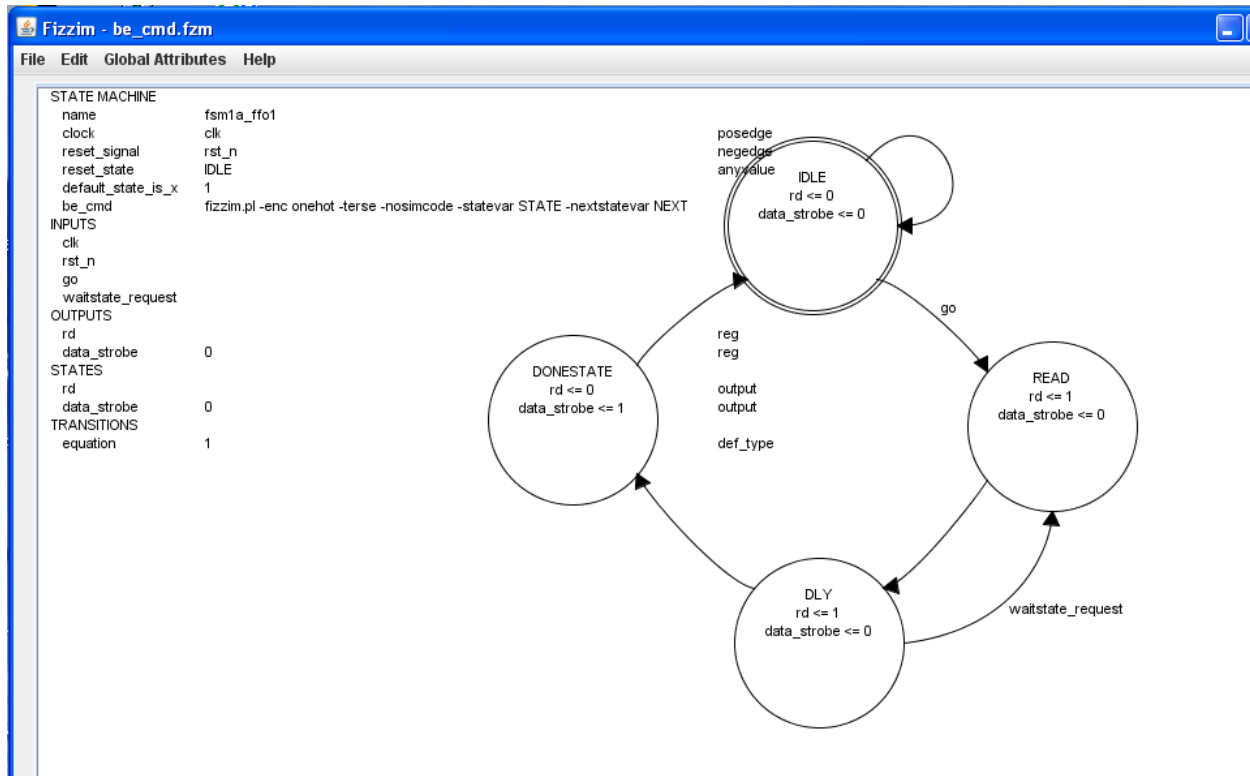 Fizzim - be_cmd.fzm
File Edit Global Attributes Help
STATE MACHINE
name fsm1a_ffo1
clock clk posedge
reset_signal rst_n negedge
reset_state IDLE anyvalue
default_state_is_x 1
be_cmd fizzim.pl -enc onehot -terse -nosimcode -statevar STATE -nextstatevar NEXT
INPUTS
clk
rst_n
go
waitstate_request
OUTPUTS
rd reg
data_strobe 0 reg
STATES
rd output
data_strobe 0 output
TRANSITIONS
equation 1 def_type
IDLE
rd <= 0
data_strobe <= 0
go
DONESTATE
rd <= 0
data_strobe <= 1
READ
rd <= 1
data_strobe <= 0
DLY
rd <= 1
data_strobe <= 0
waitstate_request